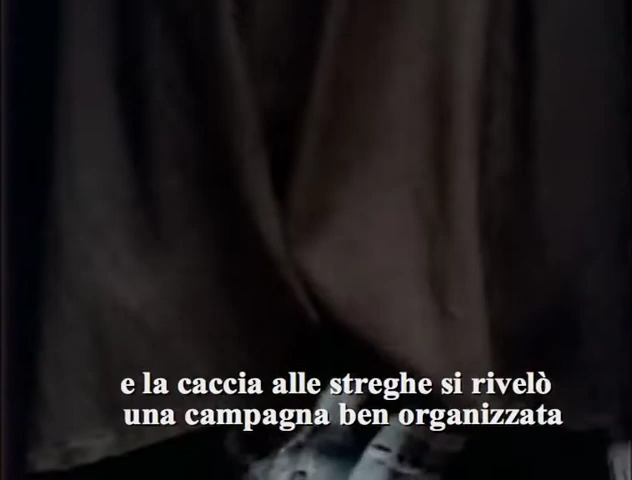 e la caccia alle streghe si rivelò
una campagna ben organizzata